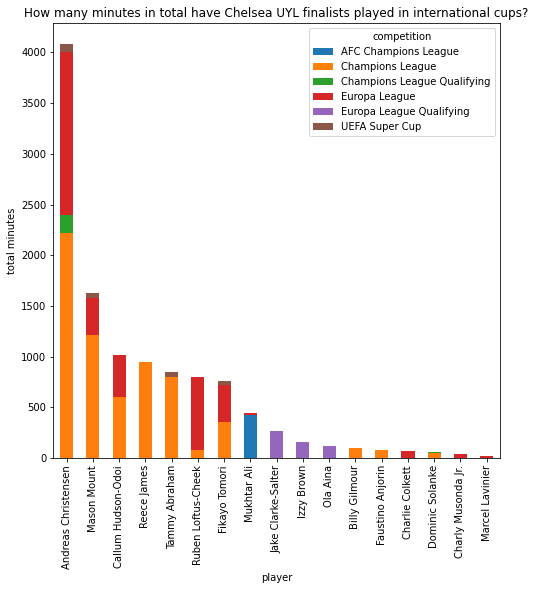 How many minutes in total have Chelsea UYL finalists played in international cups?
competition
AFC Champions League
Champions League
Champions League Qualifying
Europa League
Europa League Qualifying
UEFA Super Cup
total minutes
4000
3500
3000
2500
2000
1500
1000
500
0
Andreas Christensen
Mason Mount
Callum Hudson-Odoi
Reece James
Tammy Abraham
Ruben Loftus-Cheek
Fikayo Tomori
Mukhtar Ali
Jake Clarke-Salter
Izzy Brown
Ola Aina
Billy Gilmour
Faustino Anjorin
Charlie Colkett
Dominic Solanke
Charly Musonda Jr.
Marcel Lavinier
player